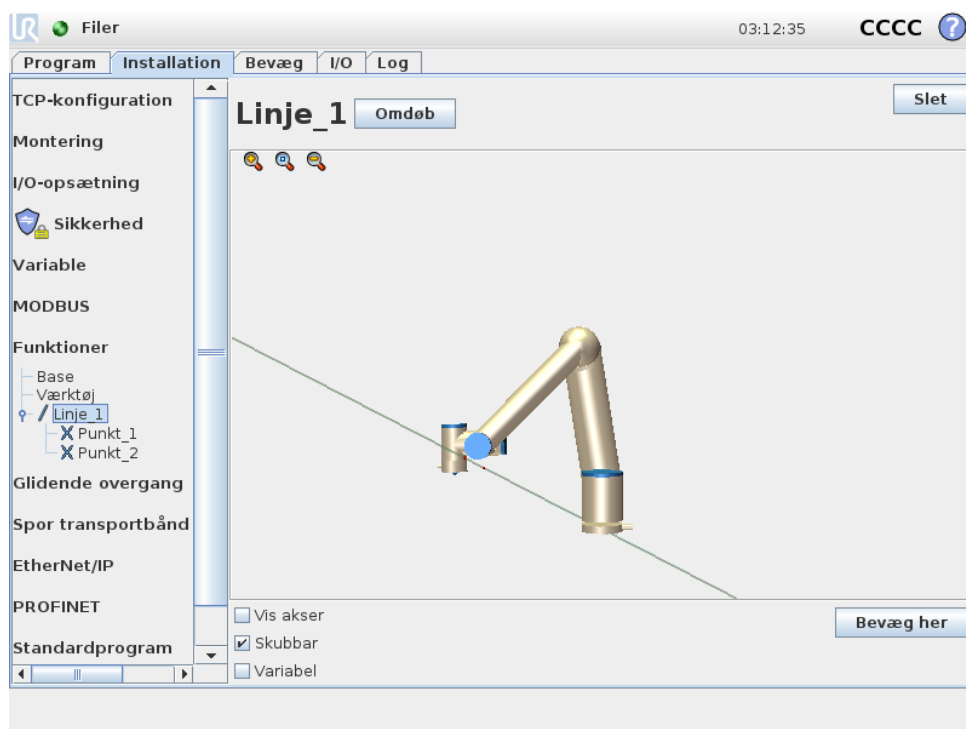 UR Filer 03:12:35 CCCC ?
Program Installation Bevæg I/O Log
TCP-konfiguration
Montering
I/O-opsætning
Sikkerhed
Variable
MODBUS
Funktioner
Base
Værktøj
Linje_1
Punkt_1
Punkt_2
Glidende overgang
Spor transportbånd
EtherNet/IP
PROFINET
Standardprogram
Linje_1 Omdøb Slet
Vis akser
Skubbar
Variabel
Bevæg her